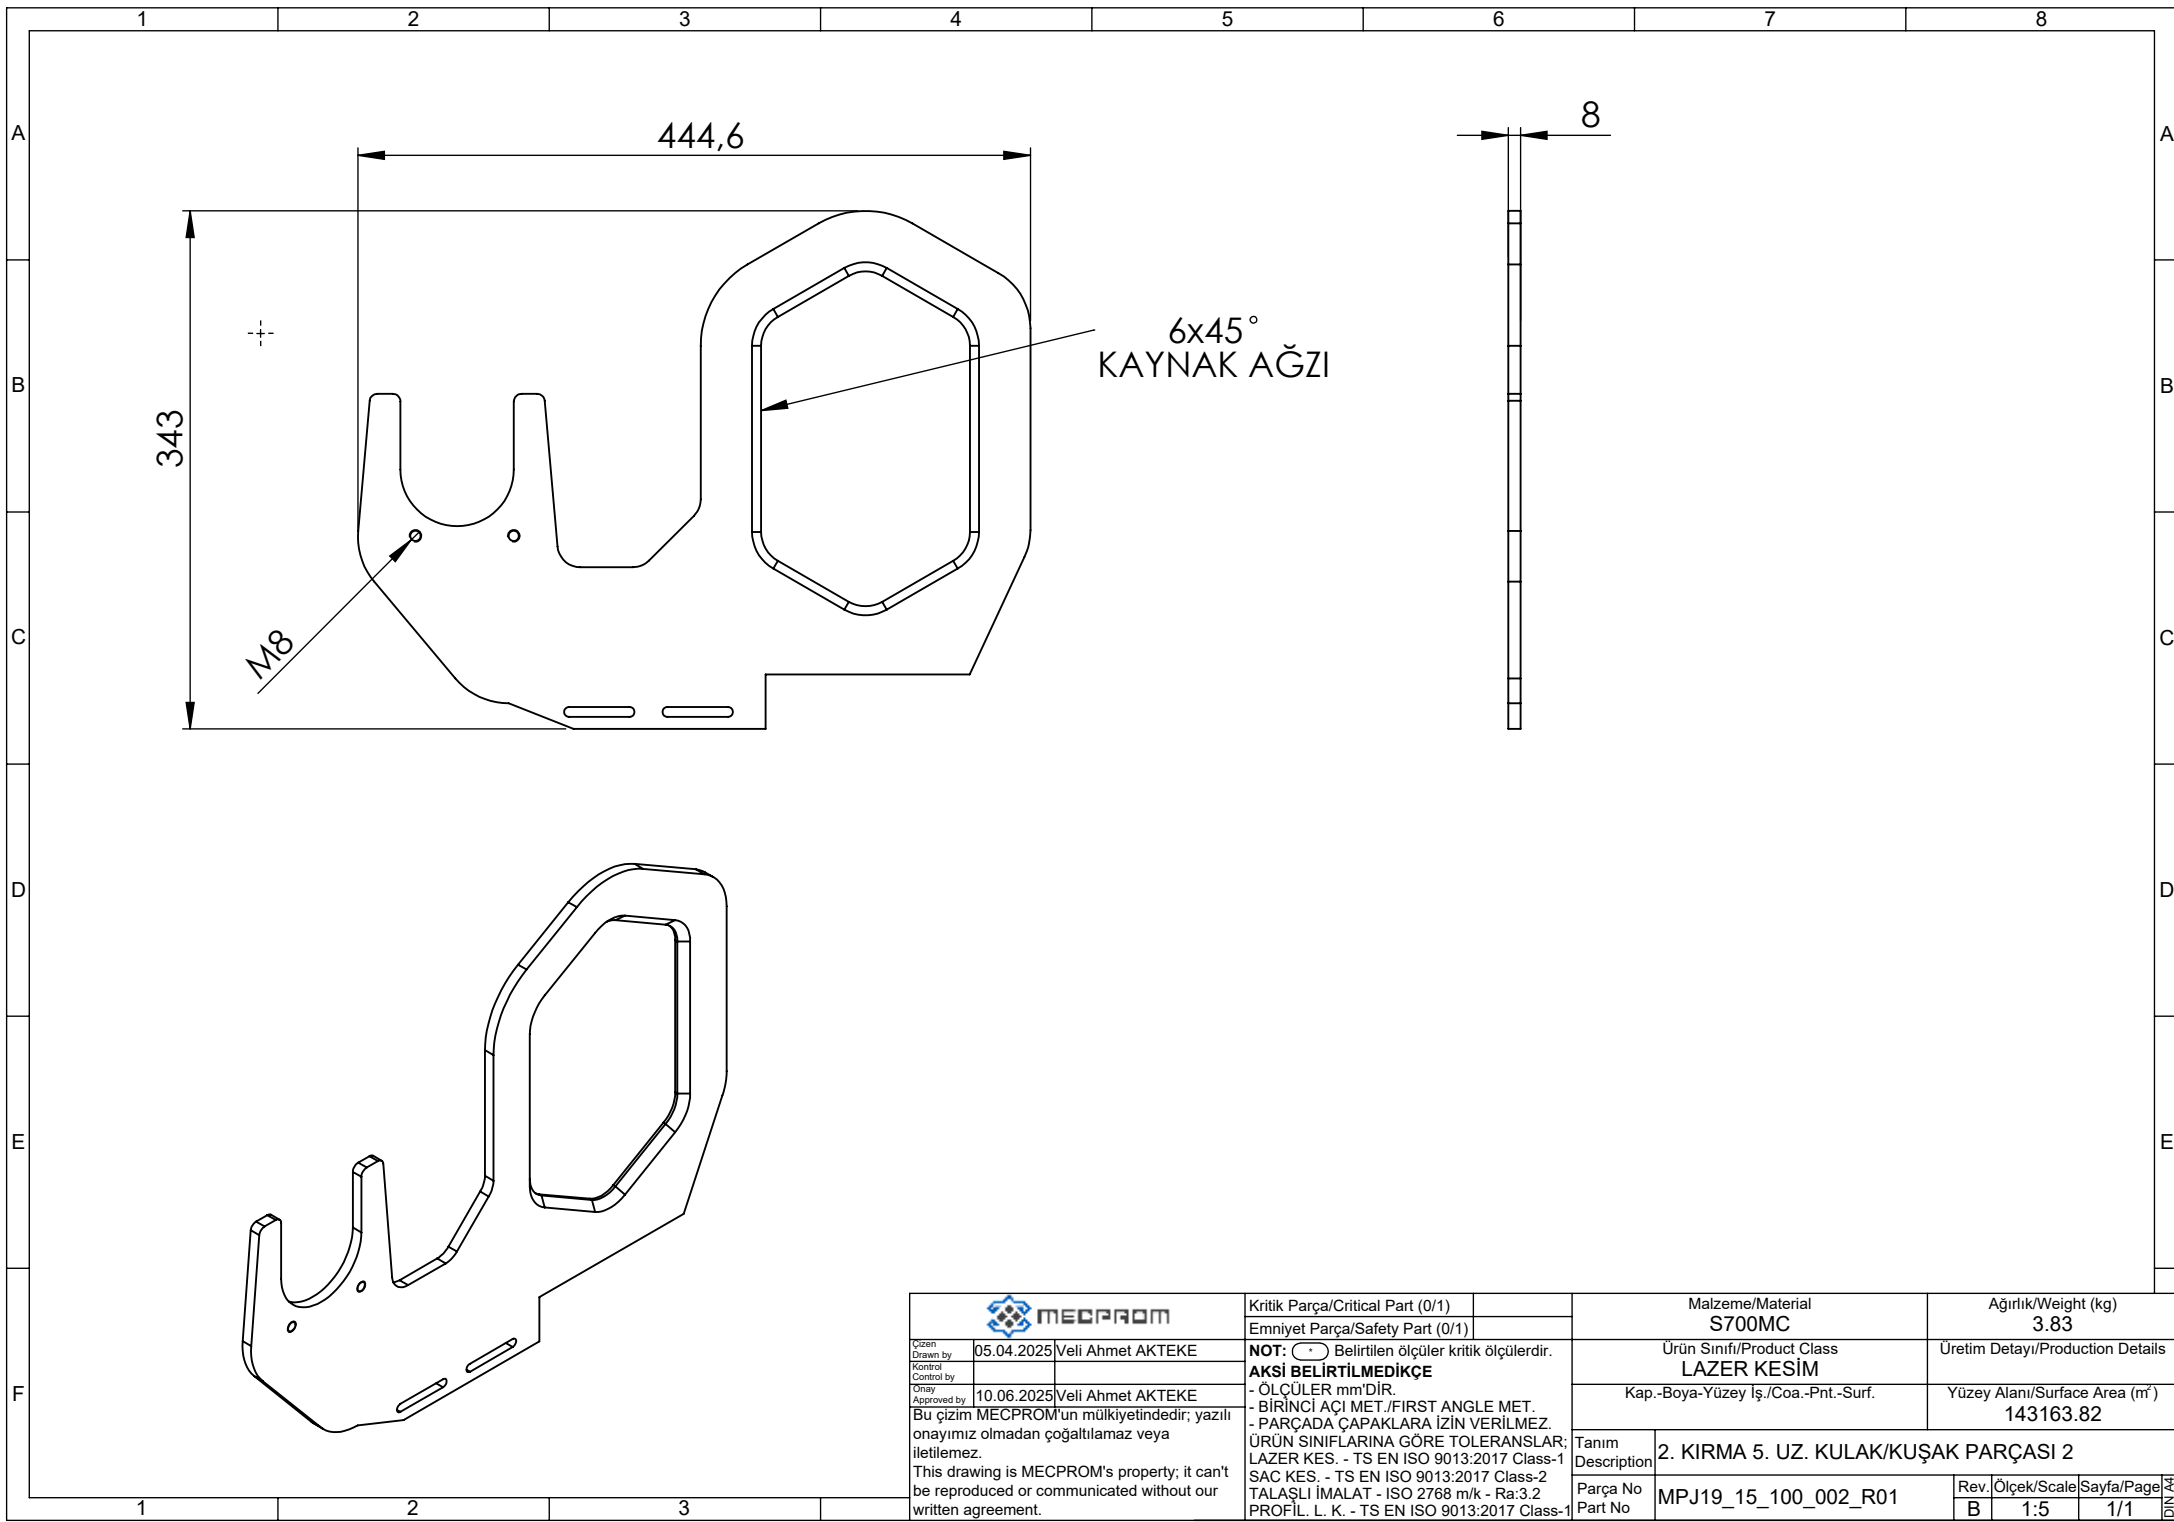 1 2 3 4 5 6 7 8
A A
B B
C C
D D
E E
F
1 2 3
444,6
8
343
6x45°
KAYNAK AĞZI
M8
MECPROM
Çizen
Drawn by
05.04.2025 Veli Ahmet AKTEKE
Kontrol
Control by
Onay
Approved by
10.06.2025 Veli Ahmet AKTEKE
Bu çizim MECPROM'un mülkiyetindedir; yazılı
onayımız olmadan çoğaltılamaz veya
iletilemez.
This drawing is MECPROM's property; it can't
be reproduced or communicated without our
written agreement.
Kritik Parça/Critical Part (0/1)
Emniyet Parça/Safety Part (0/1)
NOT: * Belirtilen ölçüler kritik ölçülerdir.
AKSİ BELİRTİLMEDİKÇE
- ÖLÇÜLER mm'DİR.
- BİRİNCİ AÇI MET./FIRST ANGLE MET.
- PARÇADA ÇAPAKLARA İZİN VERİLMEZ.
ÜRÜN SINIFLARINA GÖRE TOLERANSLAR;
LAZER KES. - TS EN ISO 9013:2017 Class-1
SAC KES. - TS EN ISO 9013:2017 Class-2
TALAŞLI İMALAT - ISO 2768 m/k - Ra:3.2
PROFİL. L. K. - TS EN ISO 9013:2017 Class-1
Malzeme/Material
S700MC
Ağırlık/Weight (kg)
3.83
Ürün Sınıfı/Product Class
LAZER KESİM
Üretim Detayı/Production Details
Kap.-Boya-Yüzey İş./Coa.-Pnt.-Surf.
Yüzey Alanı/Surface Area (m²)
143163.82
Tanım
Description
2. KIRMA 5. UZ. KULAK/KUŞAK PARÇASI 2
Parça No
Part No
MPJ19_15_100_002_R01
Rev. Ölçek/Scale Sayfa/Page
B 1:5 1/1
DIN A4